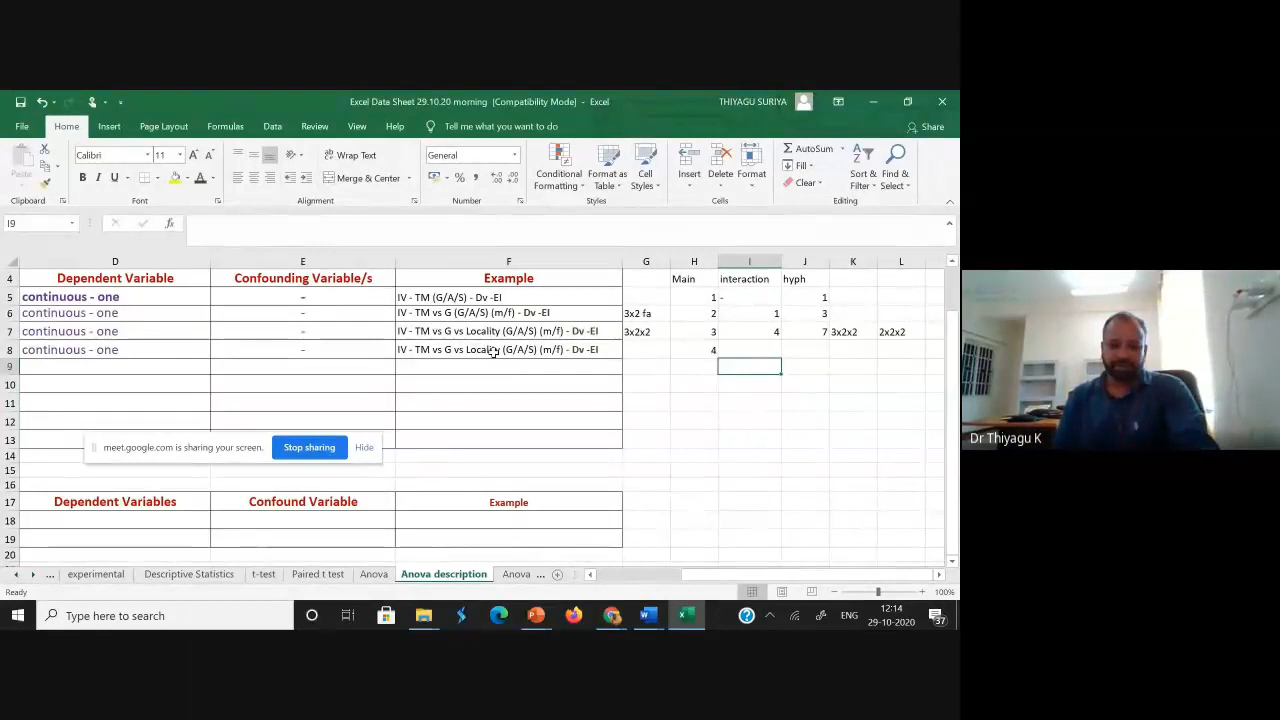 Excel Data Sheet 29.10.20 morning [Compatibility Mode] - Excel
THIYAGU SURIYA
File Home Insert Page Layout Formulas Data Review View Help Tell me what you want to do
Share
Paste
Calibri 11
Wrap Text
General
Conditional Formatting
Format as Table
Cell Styles
Insert
Delete
Format
AutoSum
Fill
Clear
Sort & Filter
Find & Select
B I U
Merge & Center
Clipboard Font Alignment Number Styles Cells Editing
I9
fx
D E F G H I J K L
4 Dependent Variable Confounding Variable/s Example Main interaction hyph
5 continuous - one - IV - TM (G/A/S) - Dv -EI 1 - 1
6 continuous - one - IV - TM vs G (G/A/S) (m/f) - Dv -EI 3x2 fa 2 1 3
7 continuous - one - IV - TM vs G vs Locality (G/A/S) (m/f) - Dv -EI 3x2x2 3 4 7 3x2x2 2x2x2
8 continuous - one - IV - TM vs G vs Locality (G/A/S) (m/f) - Dv -EI 4
9
10
11
12
13
meet.google.com is sharing your screen. Stop sharing Hide
14
15
16
17 Dependent Variables Confound Variable Example
18
19
20
... experimental Descriptive Statistics t-test Paired t test Anova Anova description Anova ...
Ready
100%
Type here to search
ENG
12:14
29-10-2020
37
Dr Thiyagu K